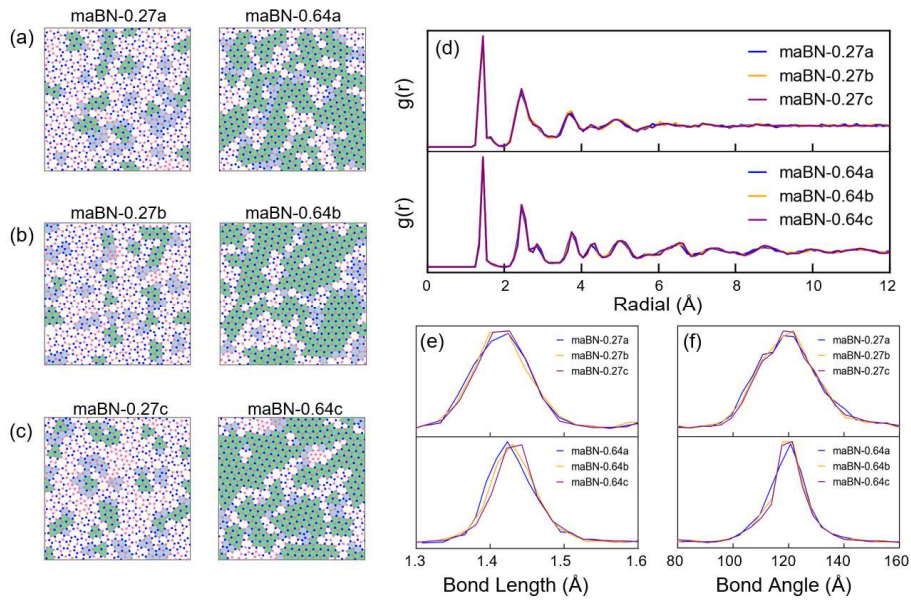 maBN-0.27a maBN-0.64a
(a)
maBN-0.27b maBN-0.64b
(b)
maBN-0.27c maBN-0.64c
(c)
(d)
g(r)
maBN-0.27a
maBN-0.27b
maBN-0.27c
g(r)
maBN-0.64a
maBN-0.64b
maBN-0.64c
0 2 4 6 8 10 12
Radial (Å)
(e)
maBN-0.27a
maBN-0.27b
maBN-0.27c
maBN-0.64a
maBN-0.64b
maBN-0.64c
1.3 1.4 1.5 1.6
Bond Length (Å)
(f)
maBN-0.27a
maBN-0.27b
maBN-0.27c
maBN-0.64a
maBN-0.64b
maBN-0.64c
80 100 120 140 160
Bond Angle (Å)